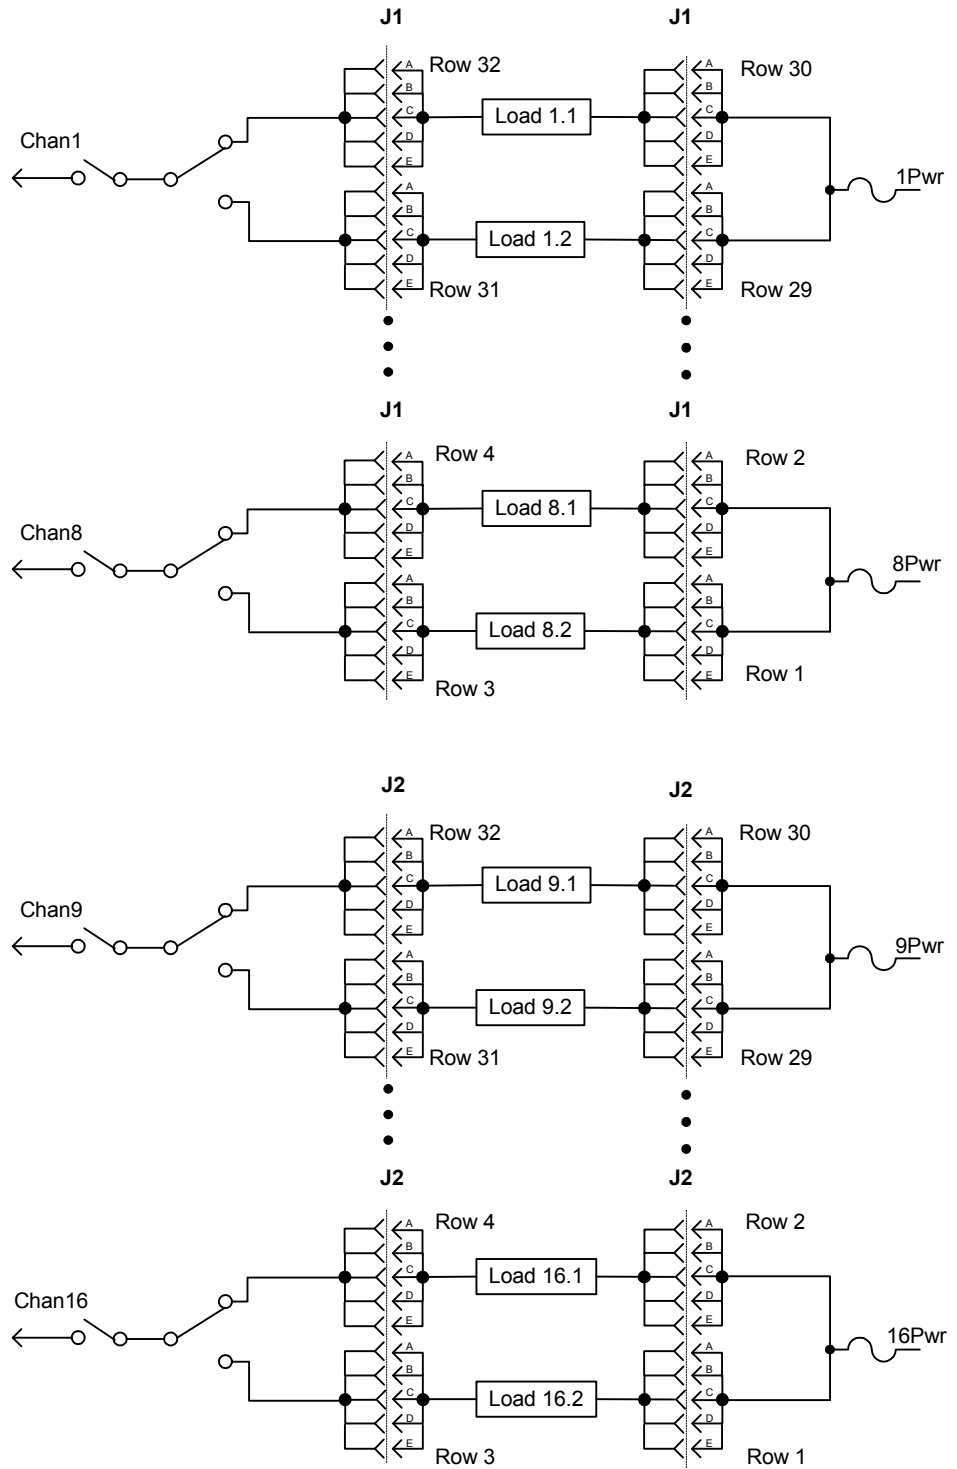 J1 J1
Row 32
A
B
C
D
E
Row 30
A
B
C
D
E
Chan1
Load 1.1
1Pwr
A
B
C
D
E
A
B
C
D
E
Load 1.2
Row 31
Row 29
J1 J1
Row 4
A
B
C
D
E
Row 2
A
B
C
D
E
Chan8
Load 8.1
8Pwr
A
B
C
D
E
A
B
C
D
E
Load 8.2
Row 3
Row 1
J2 J2
Row 32
A
B
C
D
E
Row 30
A
B
C
D
E
Chan9
Load 9.1
9Pwr
A
B
C
D
E
A
B
C
D
E
Load 9.2
Row 31
Row 29
J2 J2
Row 4
A
B
C
D
E
Row 2
A
B
C
D
E
Chan16
Load 16.1
16Pwr
A
B
C
D
E
A
B
C
D
E
Load 16.2
Row 3
Row 1